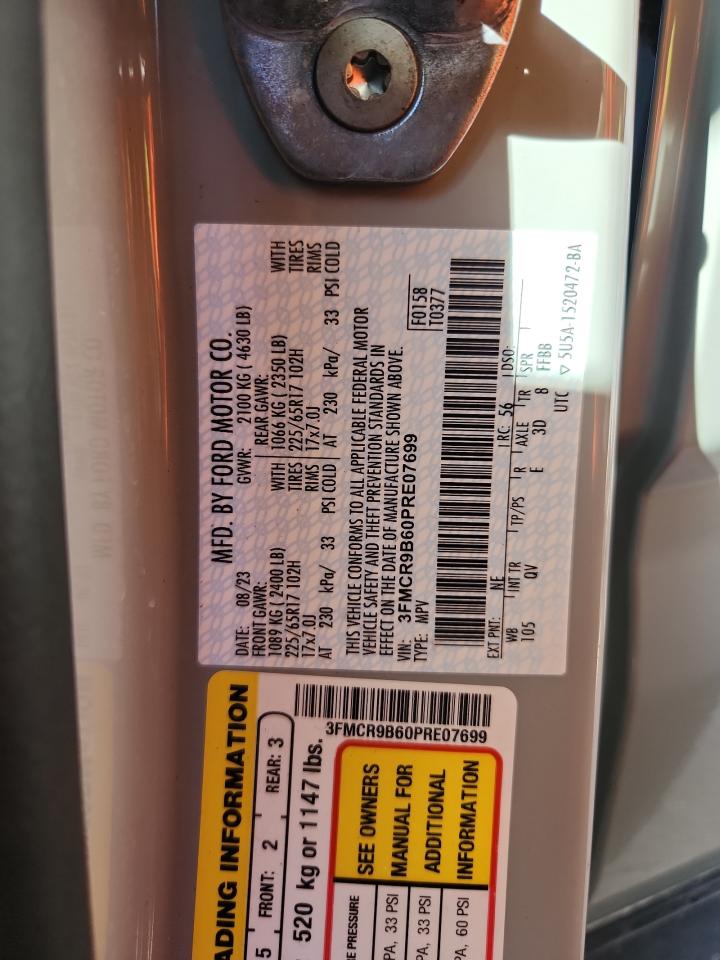 MFD. BY FORD MOTOR CO.
DATE: 08/23 GVWR: 2100 KG ( 4630 LB)
FRONT GAWR: REAR GAWR:
1089 KG ( 2400 LB) WITH 1066 KG ( 2350 LB) WITH
225/65R17 102H TIRES 225/65R17 102H TIRES
17x7.0J RIMS 17x7.0J RIMS
AT 230 kPa/ 33 PSI COLD AT 230 kPa/ 33 PSI COLD
THIS VEHICLE CONFORMS TO ALL APPLICABLE FEDERAL MOTOR
VEHICLE SAFETY AND THEFT PREVENTION STANDARDS IN
EFFECT ON THE DATE OF MANUFACTURE SHOWN ABOVE.
VIN: 3FMCR9B60PRE07699
TYPE: MPV
F0158
T0377
EXT PNT: NE RC: 56 DSO:
WB INT TR TP/PS R AXLE TR SPR
105 QV E 3D 8 FFBB
UTC ▽ 5U5A-1520472-BA
ADING INFORMATION
5 FRONT: 2 REAR: 3
520 kg or 1147 lbs.
3FMCR9B60PRE07699
E PRESSURE SEE OWNERS
PA, 33 PSI MANUAL FOR
PA, 33 PSI ADDITIONAL
PA, 60 PSI INFORMATION